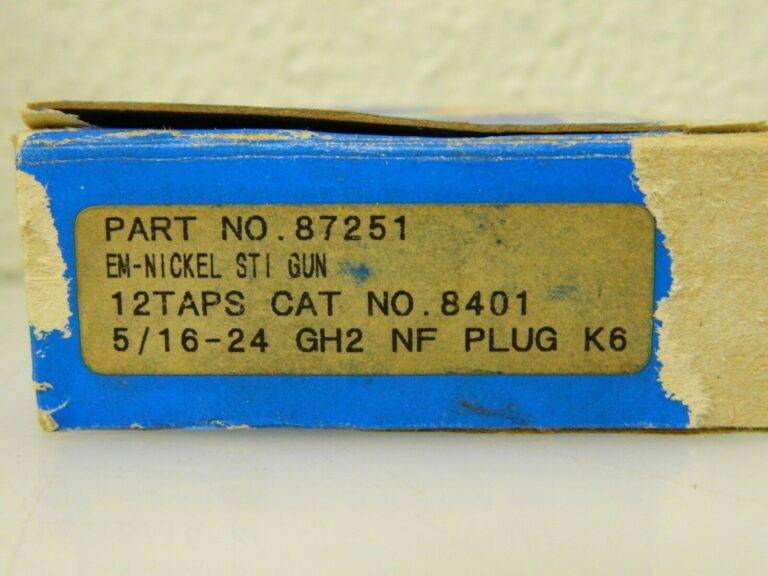 PART NO. 87251
EM-NICKEL STI GUN
12TAPS CAT NO. 8401
5/16-24 GH2 NF PLUG K6